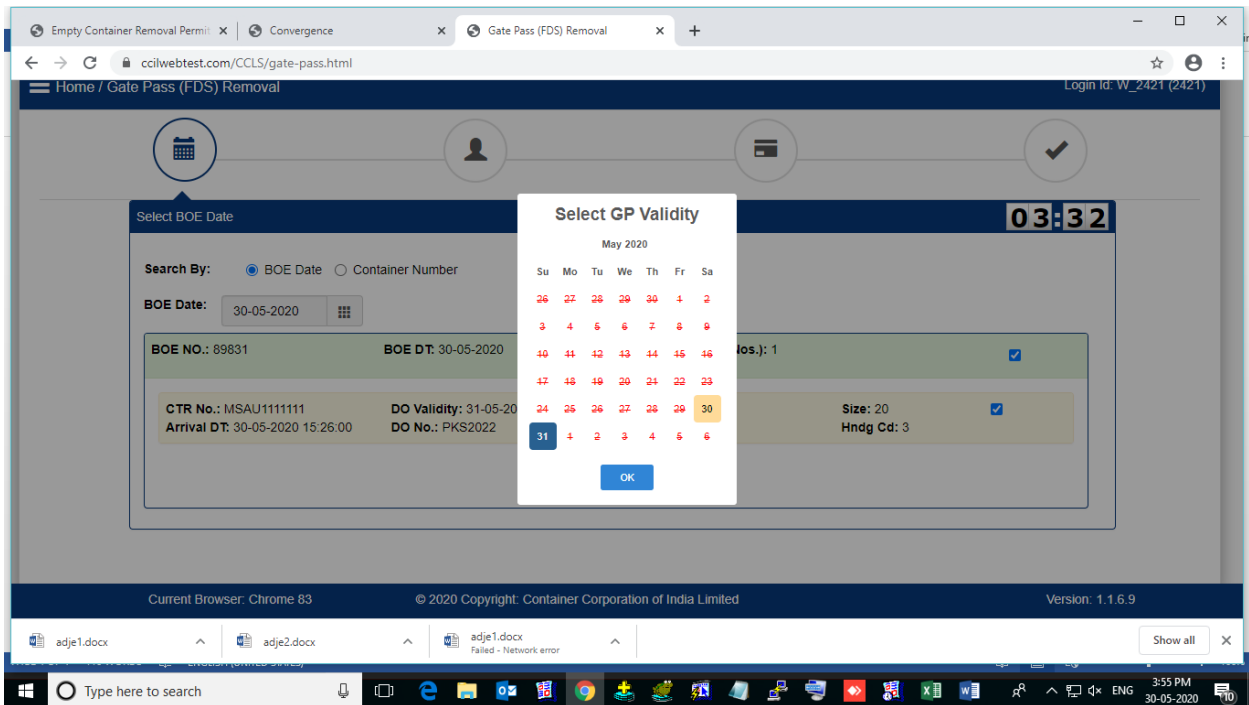 Empty Container Removal Permit
Convergence
Gate Pass (FDS) Removal
ccilwebtest.com/CCLS/gate-pass.html
Home / Gate Pass (FDS) Removal
Login Id: W_2421 (2421)
Select BOE Date
03:32
Search By: BOE Date Container Number
BOE Date: 30-05-2020
BOE NO.: 89831 BOE DT: 30-05-2020 Nos.): 1
CTR No.: MSAU1111111 DO Validity: 31-05-20 Size: 20
Arrival DT: 30-05-2020 15:26:00 DO No.: PKS2022 Hndg Cd: 3
Select GP Validity
May 2020
Su Mo Tu We Th Fr Sa
26 27 28 29 30 1 2
3 4 5 6 7 8 9
10 11 12 13 14 15 16
17 18 19 20 21 22 23
24 25 26 27 28 29 30
31 1 2 3 4 5 6
OK
Current Browser: Chrome 83 © 2020 Copyright: Container Corporation of India Limited Version: 1.1.6.9
adje1.docx
adje2.docx
adje1.docx
Failed - Network error
Show all
Type here to search
ENG
3:55 PM
30-05-2020
10